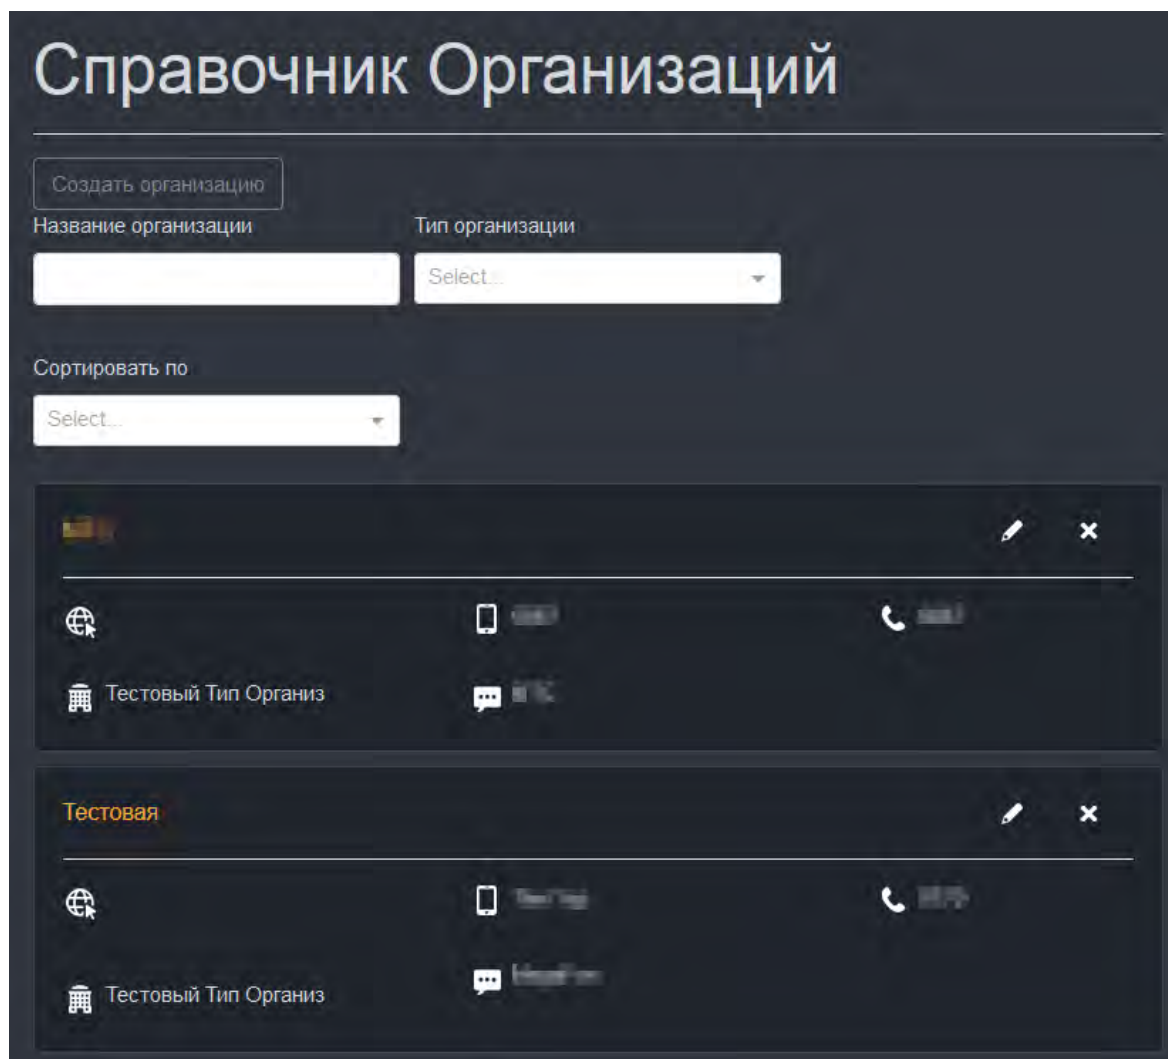 Справочник Организаций
Создать организацию
Название организации Тип организации
Select...
Сортировать по
Select...
Тестовый Тип Организ
Тестовая
Тестовый Тип Организ